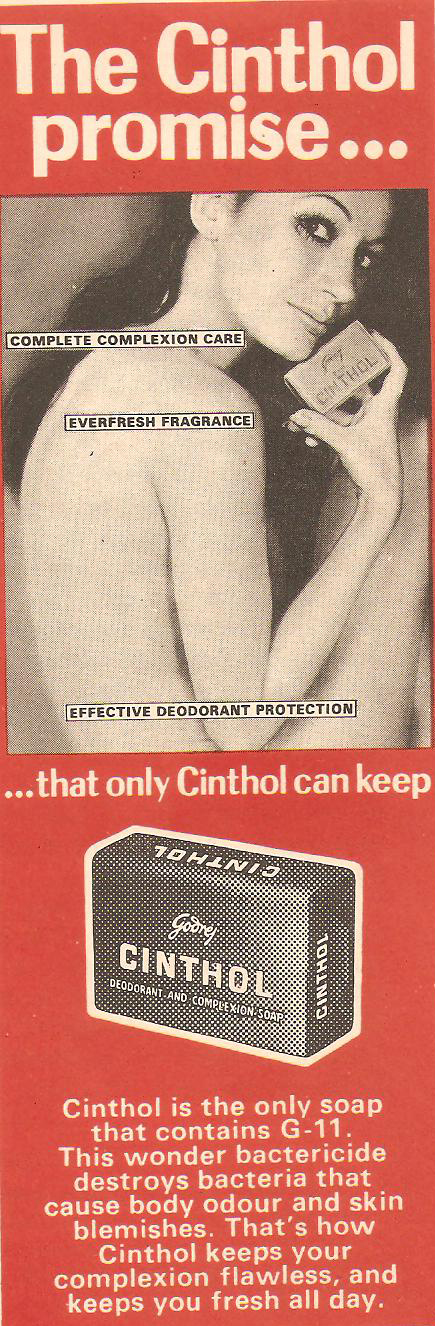 The Cinthol
promise...
COMPLETE COMPLEXION CARE
Godrej
CINTHOL
EVERFRESH FRAGRANCE
EFFECTIVE DEODORANT PROTECTION
...that only Cinthol can keep
CINTHOL
Godrej
CINTHOL
DEODORANT AND COMPLEXION SOAP
CINTHOL
Cinthol is the only soap
that contains G-11.
This wonder bactericide
destroys bacteria that
cause body odour and skin
blemishes. That's how
Cinthol keeps your
complexion flawless, and
keeps you fresh all day.